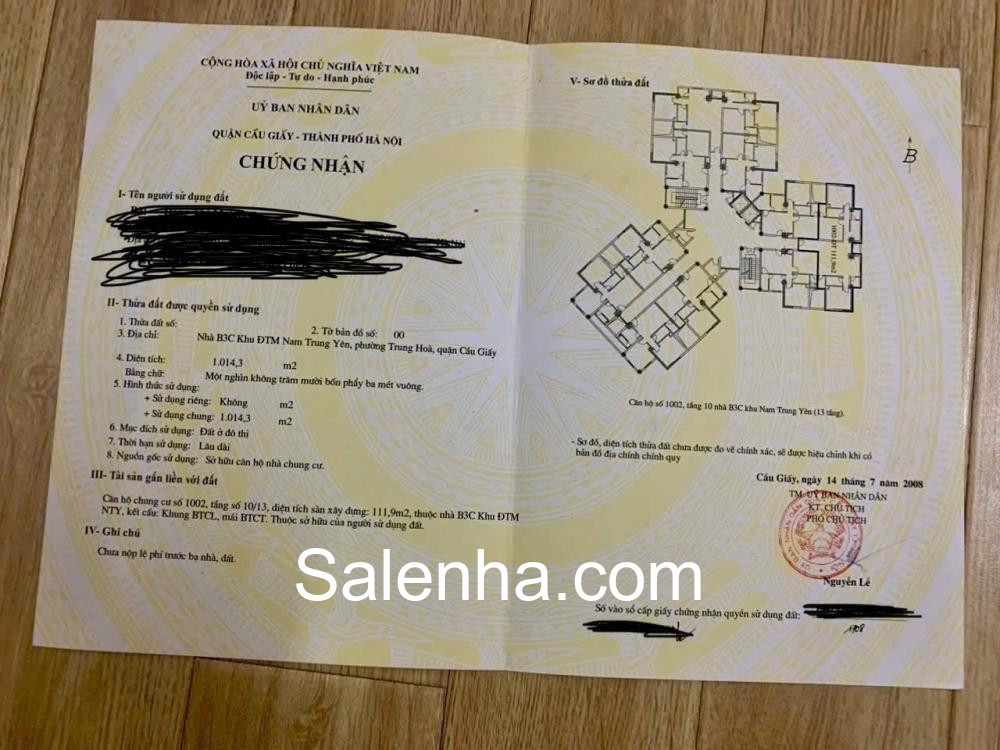 CỘNG HÒA XÃ HỘI CHỦ NGHĨA VIỆT NAM
Độc lập - Tự do - Hạnh phúc
UỶ BAN NHÂN DÂN
QUẬN CẦU GIẤY - THÀNH PHỐ HÀ NỘI
CHỨNG NHẬN
I- Tên người sử dụng đất
II- Thửa đất được quyền sử dụng
1. Thửa đất số:
2. Tờ bản đồ số: 00
3. Địa chỉ: Nhà B3C Khu ĐTM Nam Trung Yên, phường Trung Hoà, quận Cầu Giấy
4. Diện tích: 1.014,3 m2
Bằng chữ: Một nghìn không trăm mười bốn phẩy ba mét vuông.
5. Hình thức sử dụng:
+ Sử dụng riêng: Không m2
+ Sử dụng chung: 1.014,3 m2
6. Mục đích sử dụng: Đất ở đô thị
7. Thời hạn sử dụng: Lâu dài
8. Nguồn gốc sử dụng: Sở hữu căn hộ nhà chung cư.
III- Tài sản gắn liền với đất
Căn hộ chung cư số 1002, tầng số 10/13, diện tích sàn xây dựng: 111,9m2, thuộc nhà B3C Khu ĐTM
NTY, kết cấu: Khung BTCL, mái BTCT. Thuộc sở hữu của người sử dụng đất.
IV- Ghi chú
Chưa nộp lệ phí trước bạ nhà, đất.
V- Sơ đồ thửa đất
B
1002-DT 111,9m2
Căn hộ số 1002, tầng 10 nhà B3C khu Nam Trung Yên (13 tầng).
- Sơ đồ, diện tích thửa đất chưa được đo vẽ chính xác, sẽ được hiệu chỉnh khi có
bản đồ địa chính chính quy
Cầu Giấy, ngày 14 tháng 7 năm 2008
TM. UỶ BAN NHÂN DÂN
KT. CHỦ TỊCH
PHÓ CHỦ TỊCH
Nguyễn Lê
Số vào sổ cấp giấy chứng nhận quyền sử dụng đất:
Salenha.com